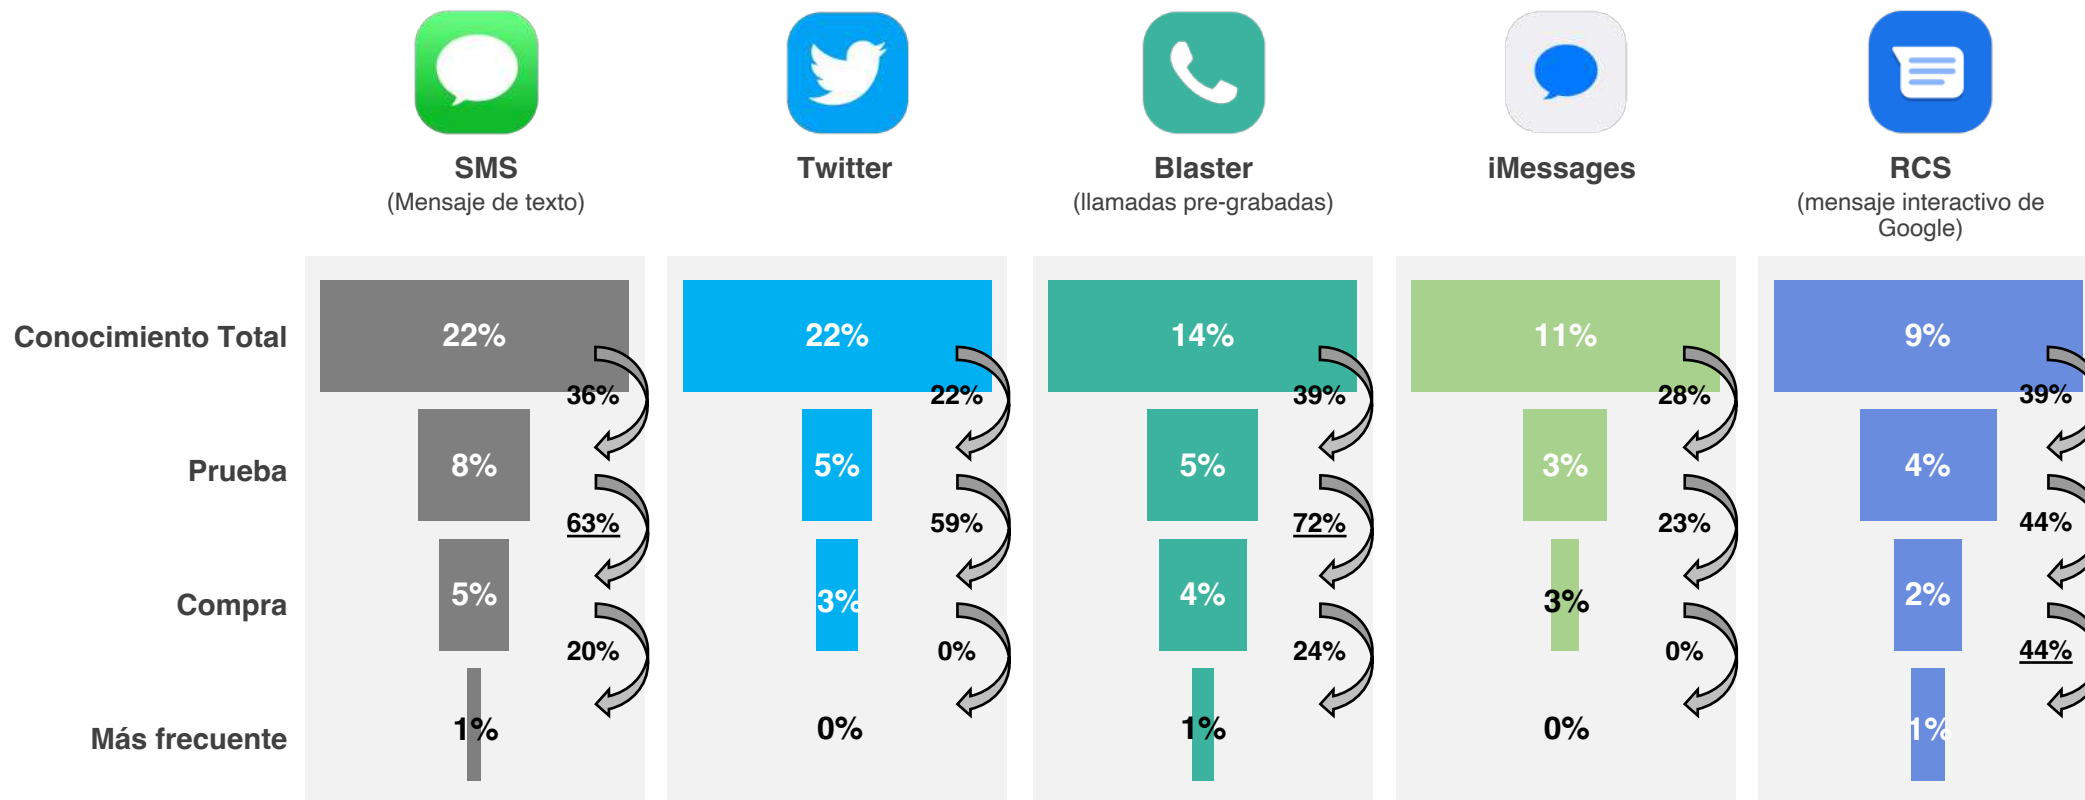 SMS
(Mensaje de texto)
Twitter
Blaster
(llamadas pre-grabadas)
iMessages
RCS
(mensaje interactivo de
Google)
Conocimiento Total
22%
22%
14%
11%
9%
36%
22%
39%
28%
39%
Prueba
8%
5%
5%
3%
4%
63%
59%
72%
23%
44%
Compra
5%
3%
4%
3%
2%
20%
0%
24%
0%
44%
Más frecuente
1%
0%
1%
0%
1%